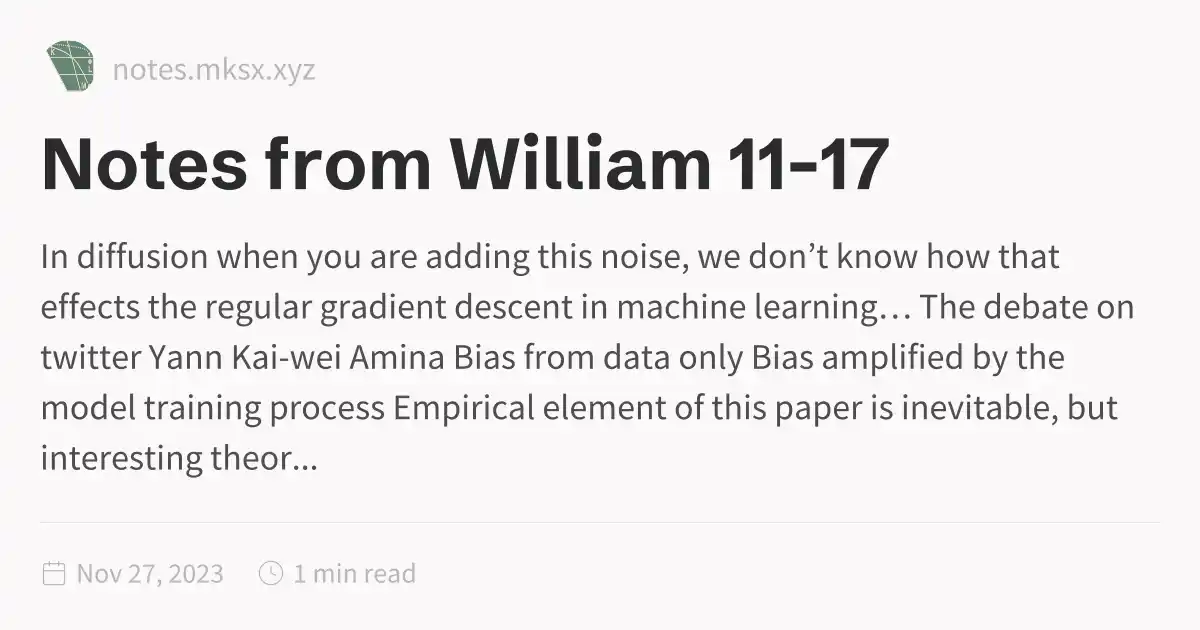 notes.mksx.xyz
Notes from William 11-17
In diffusion when you are adding this noise, we don’t know how that
effects the regular gradient descent in machine learning… The debate on
twitter Yann Kai-wei Amina Bias from data only Bias amplified by the
model training process Empirical element of this paper is inevitable, but
interesting theor...
Nov 27, 2023 1 min read